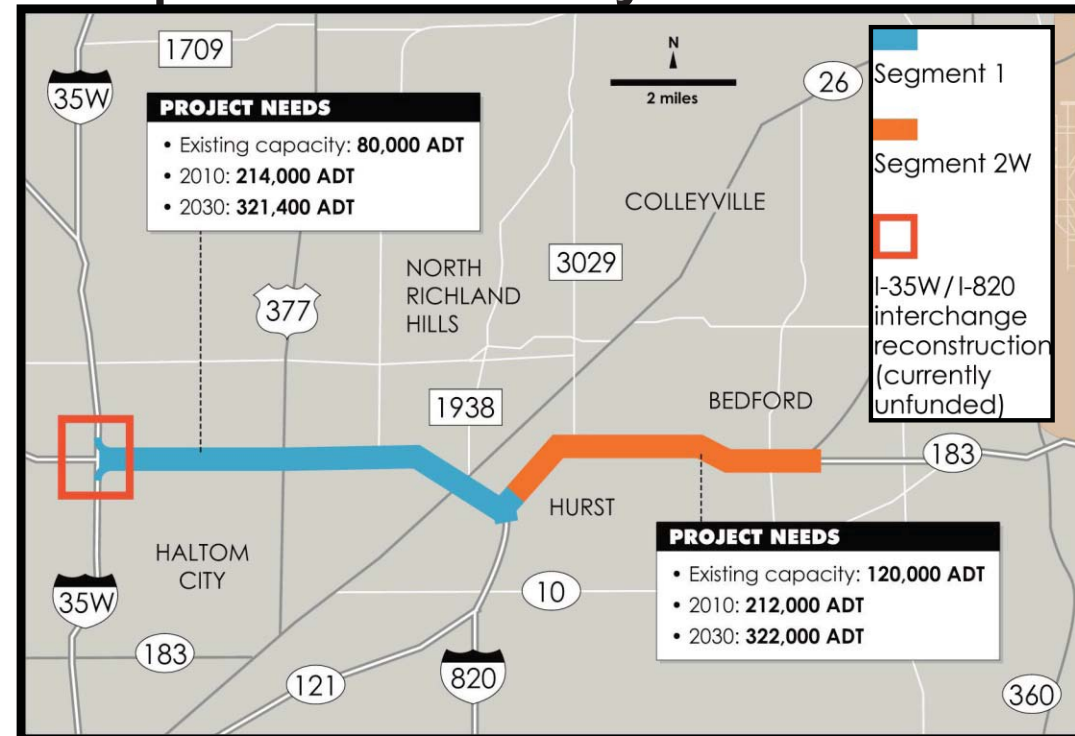 1709
35W
N
2 miles
26
Segment 1
Segment 2W
I-35W/I-820
interchange
reconstruction
(currently
unfunded)
PROJECT NEEDS
• Existing capacity: 80,000 ADT
• 2010: 214,000 ADT
• 2030: 321,400 ADT
COLLEYVILLE
NORTH
RICHLAND
HILLS
3029
377
1938
BEDFORD
183
HURST
HALTOM
CITY
PROJECT NEEDS
• Existing capacity: 120,000 ADT
• 2010: 212,000 ADT
• 2030: 322,000 ADT
35W
10
183
121
820
360